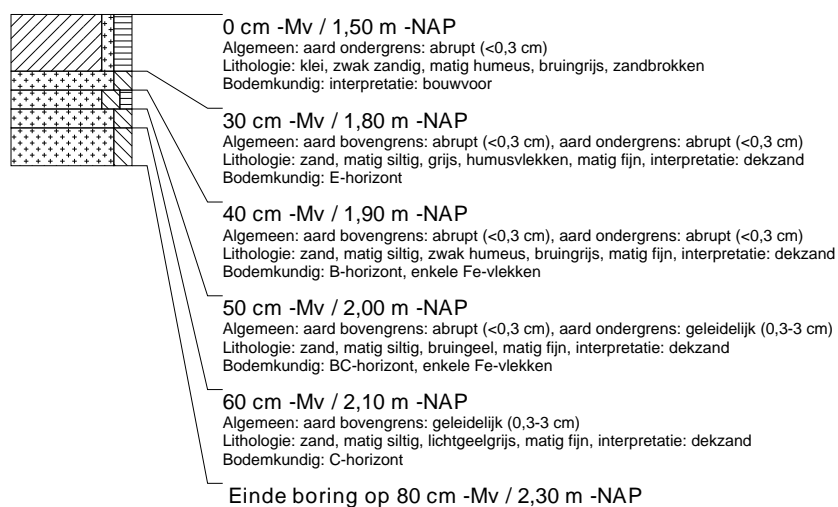 0 cm -Mv / 1,50 m -NAP
Algemeen: aard ondergrens: abrupt (<0,3 cm)
Lithologie: klei, zwak zandig, matig humeus, bruingrijs, zandbrokken
Bodemkundig: interpretatie: bouwvoor
30 cm -Mv / 1,80 m -NAP
Algemeen: aard bovengrens: abrupt (<0,3 cm), aard ondergrens: abrupt (<0,3 cm)
Lithologie: zand, matig siltig, grijs, humusvlekken, matig fijn, interpretatie: dekzand
Bodemkundig: E-horizont
40 cm -Mv / 1,90 m -NAP
Algemeen: aard bovengrens: abrupt (<0,3 cm), aard ondergrens: abrupt (<0,3 cm)
Lithologie: zand, matig siltig, zwak humeus, bruingrijs, matig fijn, interpretatie: dekzand
Bodemkundig: B-horizont, enkele Fe-vlekken
50 cm -Mv / 2,00 m -NAP
Algemeen: aard bovengrens: abrupt (<0,3 cm), aard ondergrens: geleidelijk (0,3-3 cm)
Lithologie: zand, matig siltig, bruingeel, matig fijn, interpretatie: dekzand
Bodemkundig: BC-horizont, enkele Fe-vlekken
60 cm -Mv / 2,10 m -NAP
Algemeen: aard bovengrens: geleidelijk (0,3-3 cm)
Lithologie: zand, matig siltig, lichtgeelgrijs, matig fijn, interpretatie: dekzand
Bodemkundig: C-horizont
Einde boring op 80 cm -Mv / 2,30 m -NAP